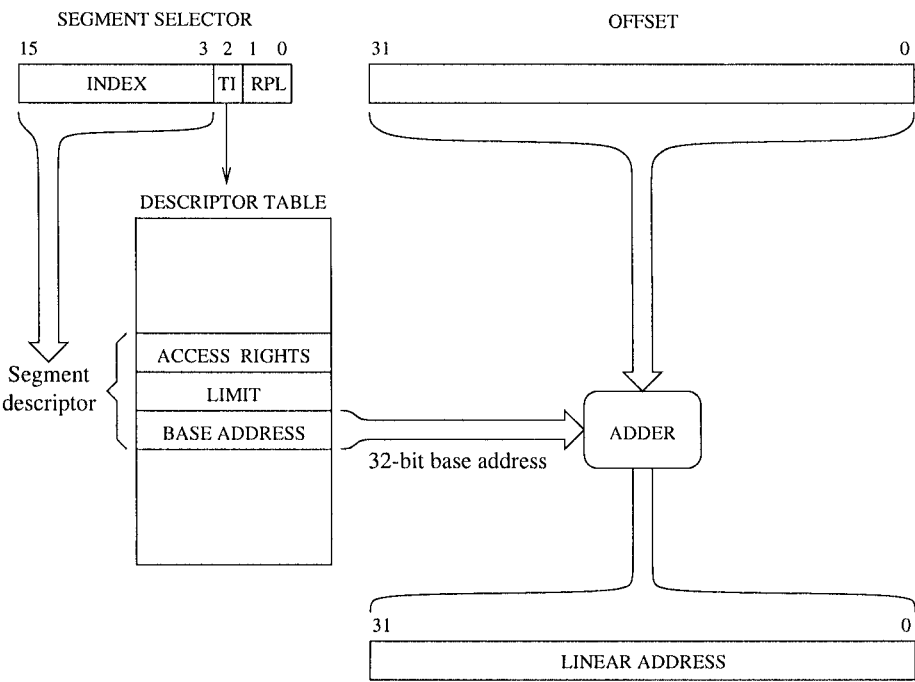 SEGMENT SELECTOR
15 3 2 1 0
INDEX TI RPL
OFFSET
31 0
DESCRIPTOR TABLE
ACCESS RIGHTS
LIMIT
BASE ADDRESS
Segment
descriptor
32-bit base address
ADDER
31 0
LINEAR ADDRESS